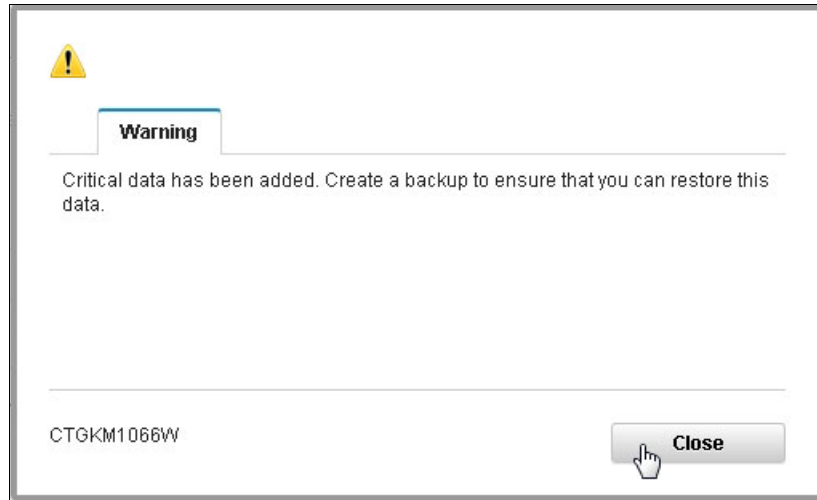 Warning
Critical data has been added. Create a backup to ensure that you can restore this
data.
CTGKM1066W
Close